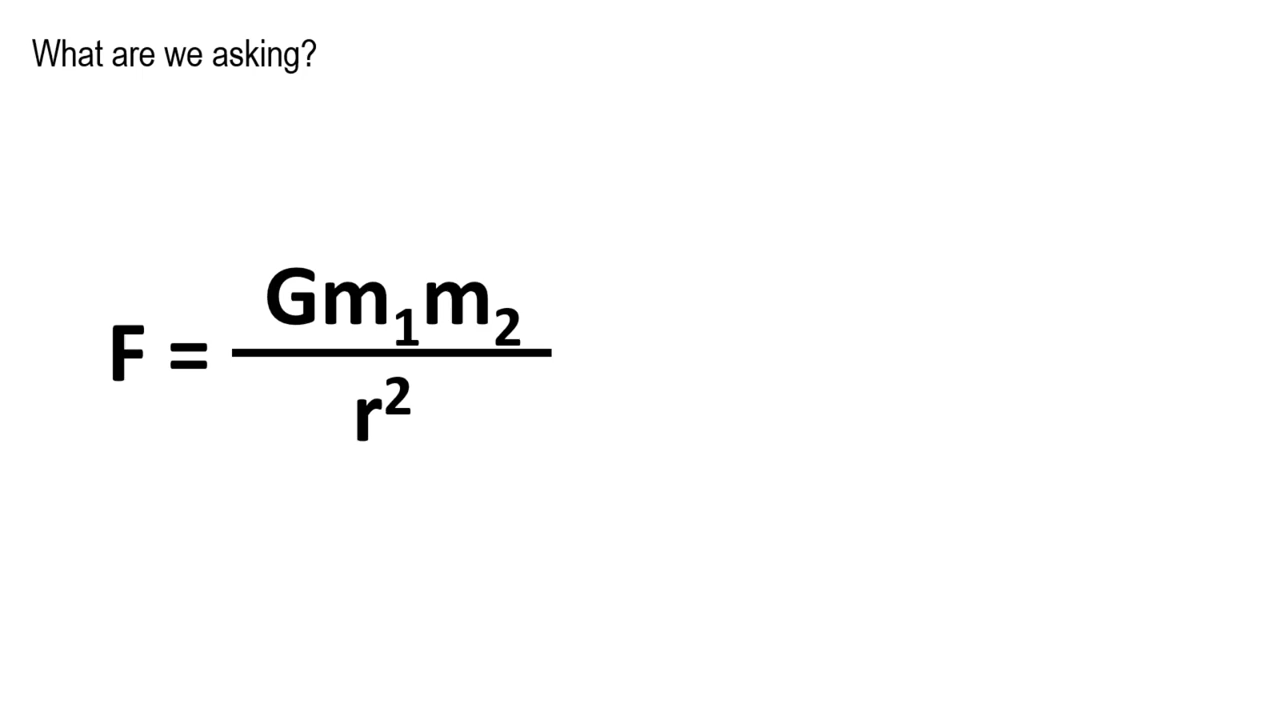 What are we asking?
Gm₁m₂
F =
r²